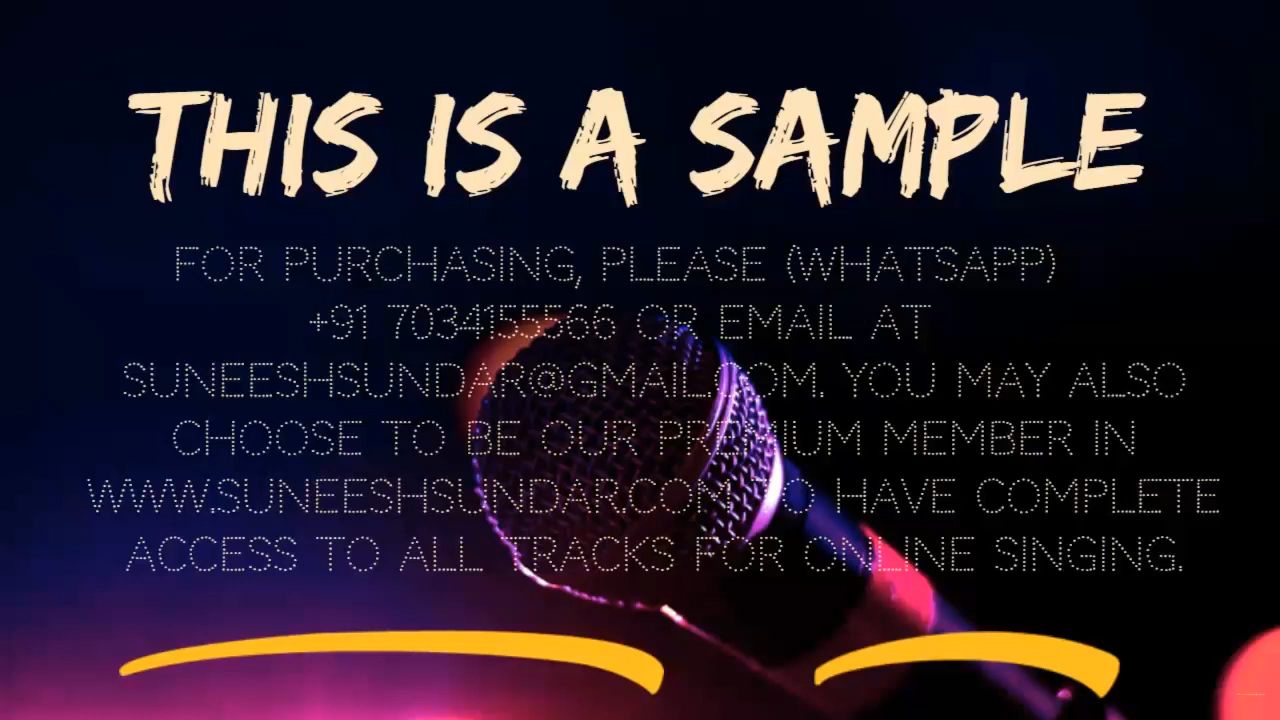 THIS IS A SAMPLE
FOR PURCHASING, PLEASE (WHATSAPP)
+91 7034155566 OR EMAIL AT
SUNEESHSUNDAR@GMAIL.COM. YOU MAY ALSO
CHOOSE TO BE OUR PREMIUM MEMBER IN
WWW.SUNEESHSUNDAR.COM TO HAVE COMPLETE
ACCESS TO ALL TRACKS FOR ONLINE SINGING.